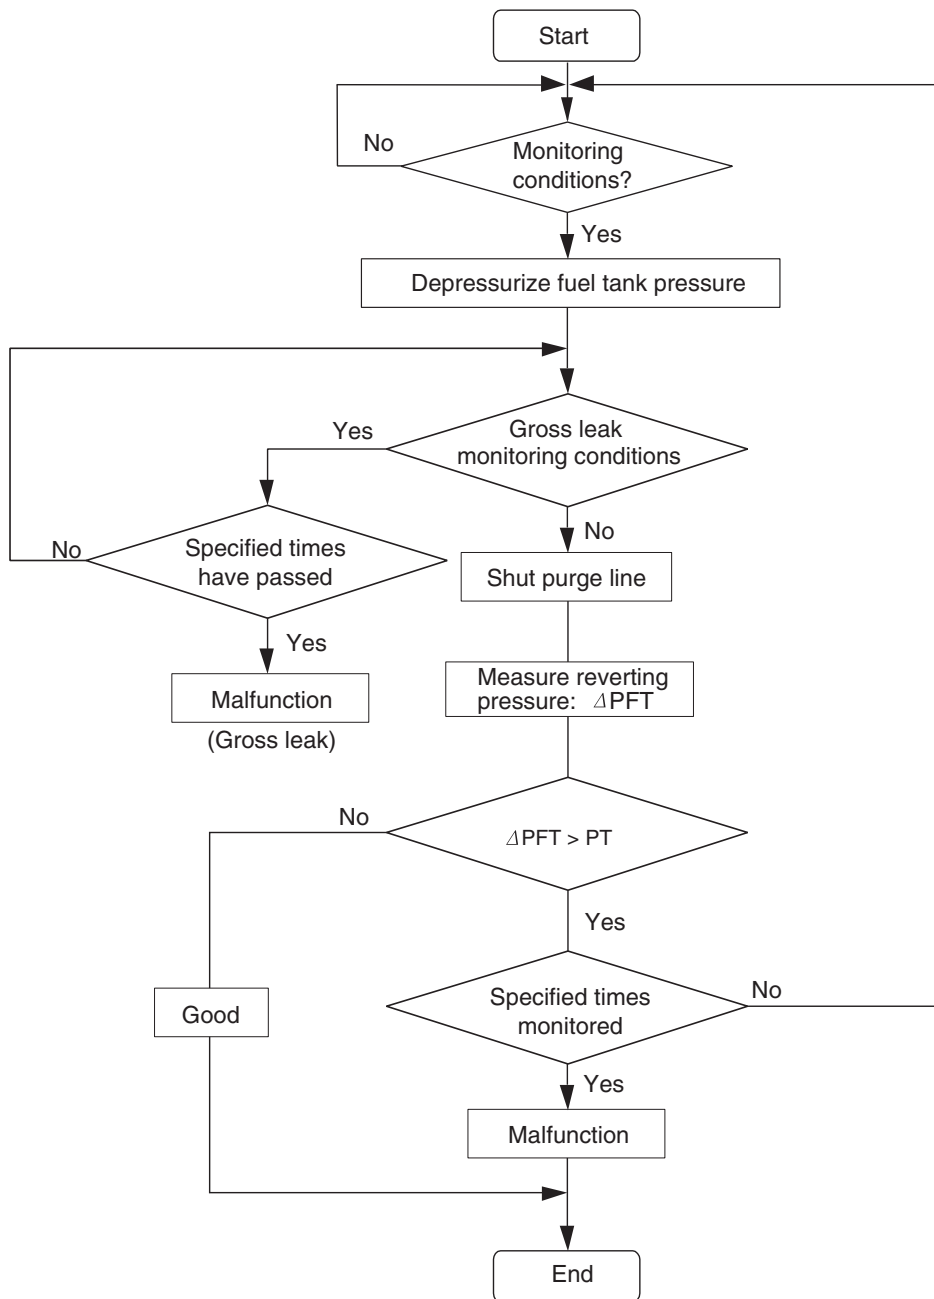 Start
No
Monitoring
conditions?
Yes
Depressurize fuel tank pressure
Yes
Gross leak
monitoring conditions
No
No
Specified times
have passed
Shut purge line
Yes
Measure reverting
pressure: ΔPFT
Malfunction
(Gross leak)
No
ΔPFT > PT
Yes
Specified times
monitored
No
Good
Yes
Malfunction
End